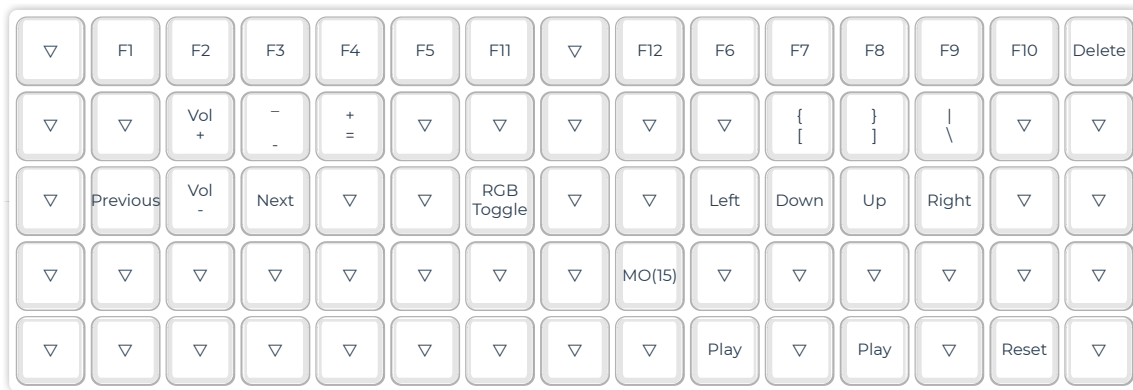 ▽ F1 F2 F3 F4 F5 F11 ▽ F12 F6 F7 F8 F9 F10 Delete
▽ ▽ Vol + _ - + = ▽ ▽ ▽ ▽ ▽ { [ } ] | \ ▽ ▽
▽ Previous Vol - Next ▽ ▽ RGB Toggle ▽ ▽ Left Down Up Right ▽ ▽
▽ ▽ ▽ ▽ ▽ ▽ ▽ ▽ MO(15) ▽ ▽ ▽ ▽ ▽ ▽
▽ ▽ ▽ ▽ ▽ ▽ ▽ ▽ ▽ Play ▽ Play ▽ Reset ▽